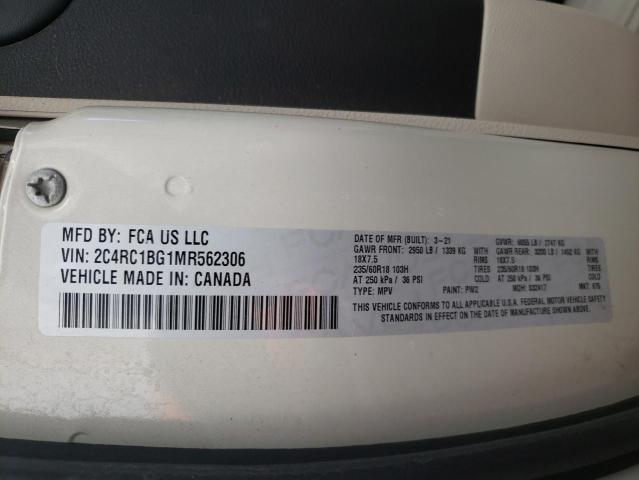 MFD BY: FCA US LLC
VIN: 2C4RC1BG1MR562306
VEHICLE MADE IN: CANADA
DATE OF MFR (BUILT): 3-21 GVWR: 6055 LB / 2747 KG
GAWR FRONT: 2950 LB / 1339 KG GAWR REAR: 3200 LB / 1452 KG
18X7.5 RIMS 18X7.5 RIMS
235/60R18 103H TIRES 235/60R18 103H TIRES
AT 250 kPa / 36 PSI COLD AT 250 kPa / 36 PSI COLD
TYPE: MPV PAINT: PW2 MDH: 032417 MKT: 675
THIS VEHICLE CONFORMS TO ALL APPLICABLE U.S.A. FEDERAL MOTOR VEHICLE SAFETY
STANDARDS IN EFFECT ON THE DATE OF MANUFACTURE SHOWN ABOVE.